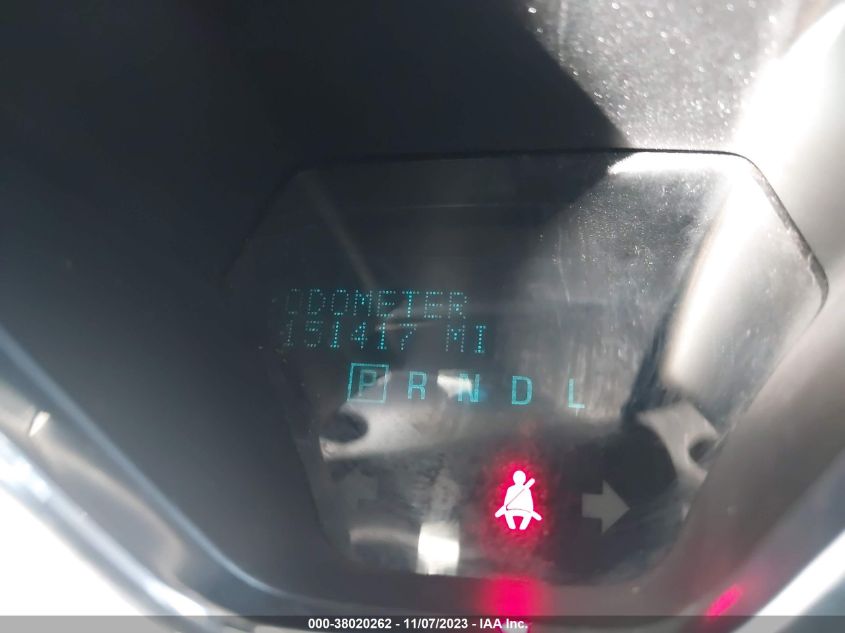 ODOMETER
151417 MI
P R N D L
000-38020262 - 11/07/2023 - IAA Inc.